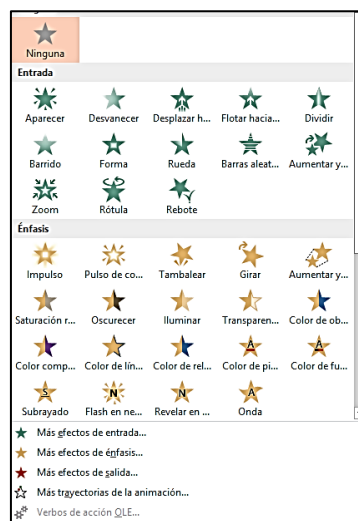 Ninguna
Entrada
Aparecer Desvanecer Desplazar h... Flotar hacia... Dividir
Barrido Forma Rueda Barras aleat... Aumentar y...
Zoom Rótula Rebote
Énfasis
Impulso Pulso de co... Tambalear Girar Aumentar y...
Saturación r... Oscurecer Iluminar Transparen... Color de ob...
Color comp... Color de lín... Color de rel... Color de pi... Color de fu...
Subrayado Flash en ne... Revelar en ... Onda
Más efectos de entrada...
Más efectos de énfasis...
Más efectos de salida...
Más trayectorias de la animación...
Verbos de acción OLE...